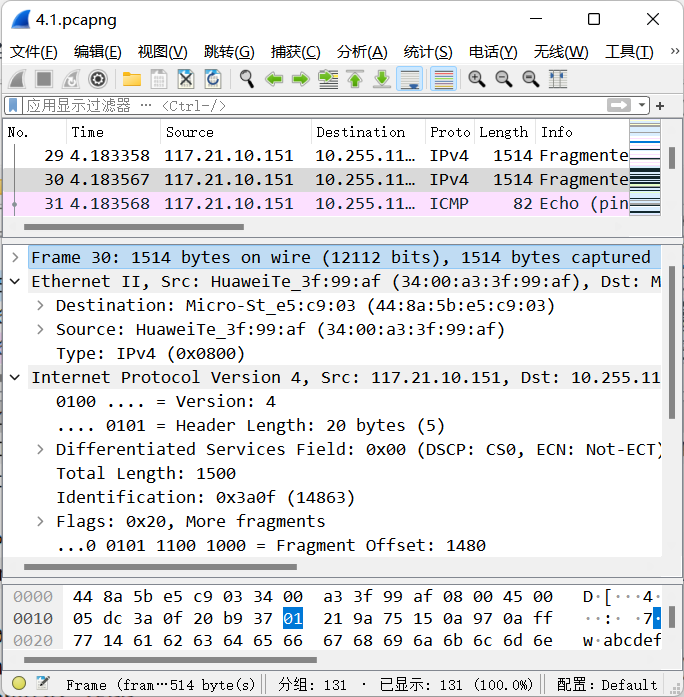 4.1.pcapng
文件(F) 编辑(E) 视图(V) 跳转(G) 捕获(C) 分析(A) 统计(S) 电话(Y) 无线(W) 工具(T) »
应用显示过滤器 … <Ctrl-/>
No. Time Source Destination Proto Length Info
29 4.183358 117.21.10.151 10.255.11… IPv4 1514 Fragmente
30 4.183567 117.21.10.151 10.255.11… IPv4 1514 Fragmente
31 4.183568 117.21.10.151 10.255.11… ICMP 82 Echo (pin
Frame 30: 1514 bytes on wire (12112 bits), 1514 bytes captured
Ethernet II, Src: HuaweiTe_3f:99:af (34:00:a3:3f:99:af), Dst: M
Destination: Micro-St_e5:c9:03 (44:8a:5b:e5:c9:03)
Source: HuaweiTe_3f:99:af (34:00:a3:3f:99:af)
Type: IPv4 (0x0800)
Internet Protocol Version 4, Src: 117.21.10.151, Dst: 10.255.11
0100 .... = Version: 4
.... 0101 = Header Length: 20 bytes (5)
Differentiated Services Field: 0x00 (DSCP: CS0, ECN: Not-ECT)
Total Length: 1500
Identification: 0x3a0f (14863)
Flags: 0x20, More fragments
...0 0101 1100 1000 = Fragment Offset: 1480
0000 44 8a 5b e5 c9 03 34 00 a3 3f 99 af 08 00 45 00 D·[···4·
0010 05 dc 3a 0f 20 b9 37 01 21 9a 75 15 0a 97 0a ff ··:· ·7·
0020 77 14 61 62 63 64 65 66 67 68 69 6a 6b 6c 6d 6e w·abcdef
Frame (fram…514 byte(s) 分组: 131 · 已显示: 131 (100.0%) 配置: Default